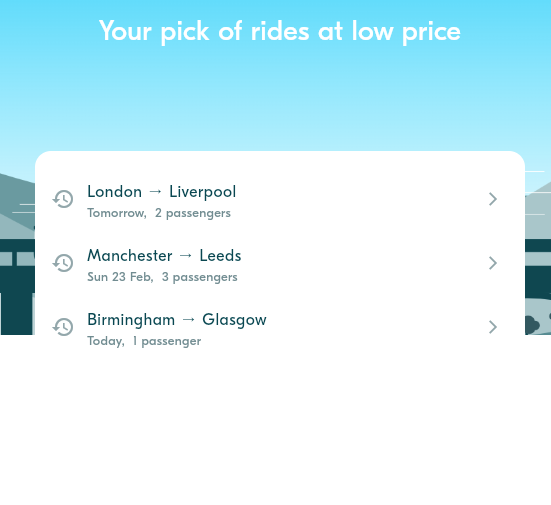 Your pick of rides at low price
London → Liverpool
Tomorrow, 2 passengers
Manchester → Leeds
Sun 23 Feb, 3 passengers
Birmingham → Glasgow
Today, 1 passenger